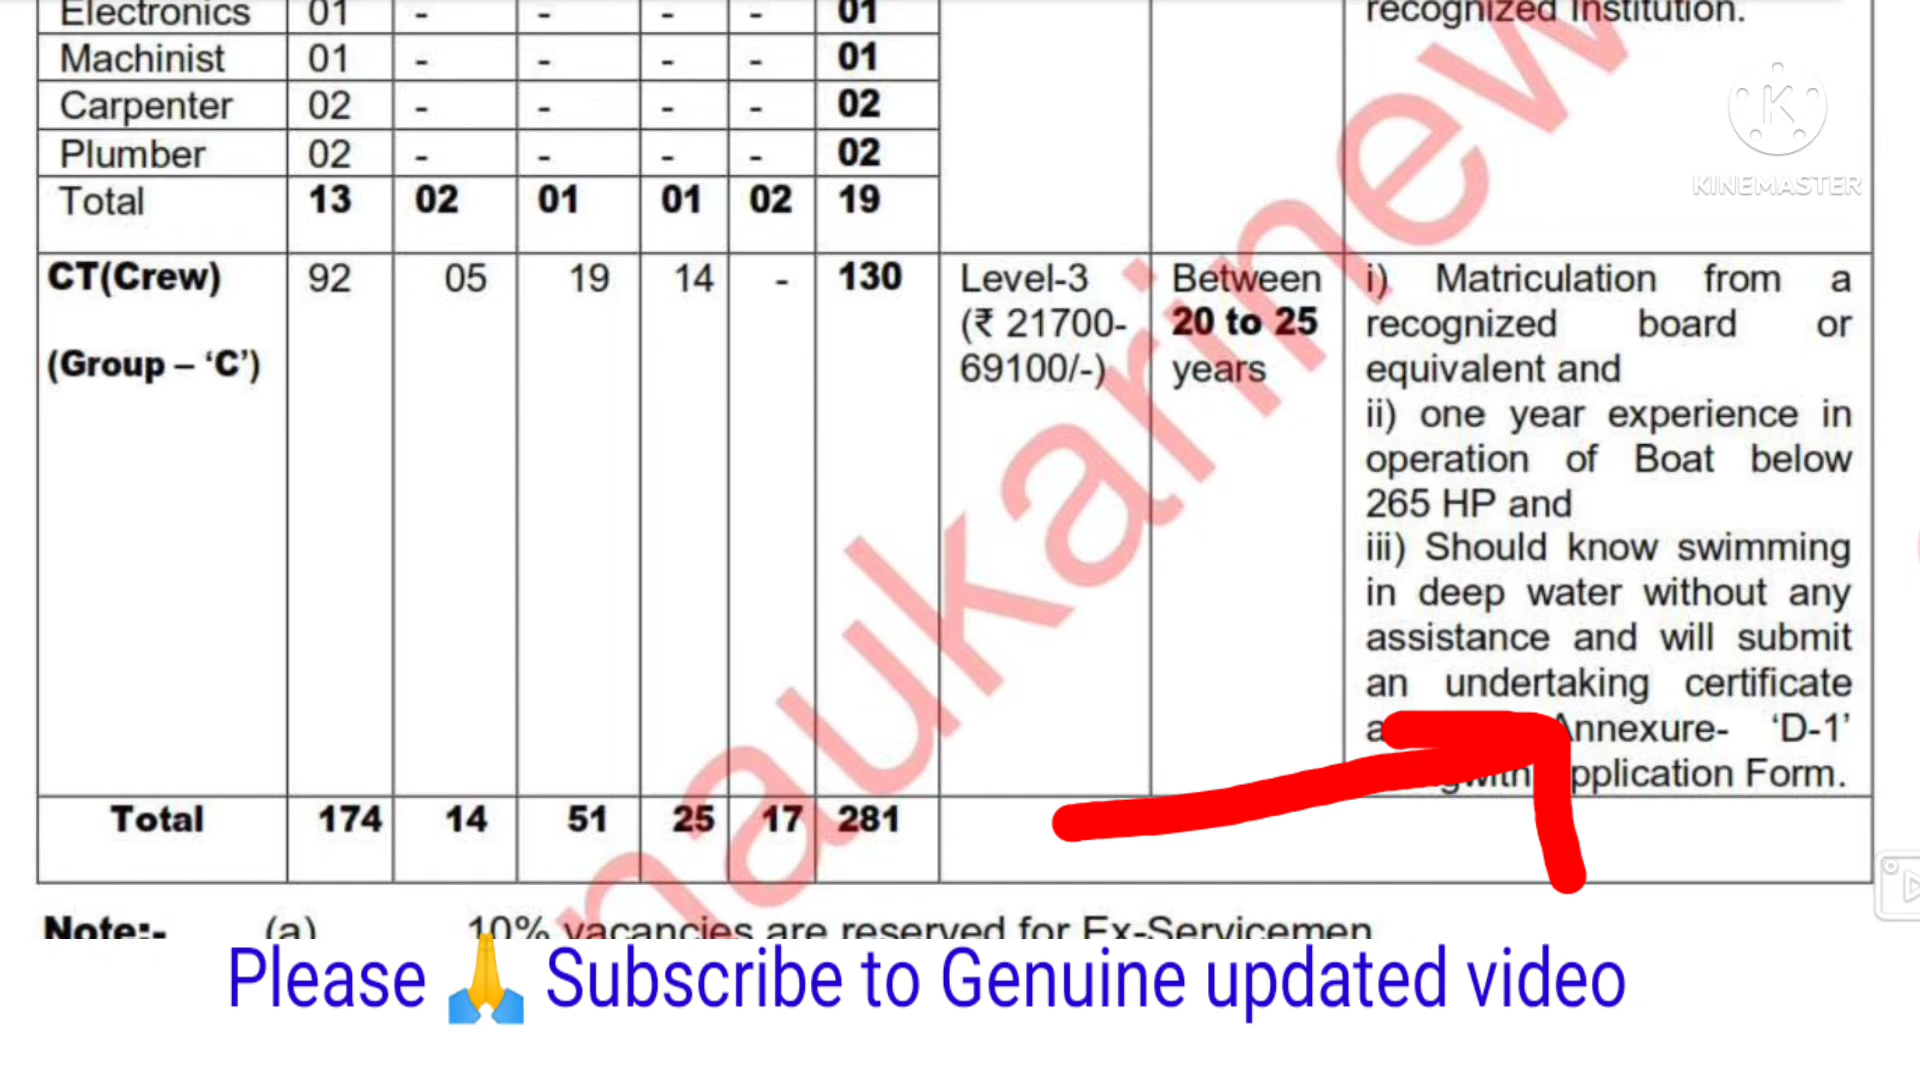 Electronics 01 - - - - 01
recognized Institution.
Machinist 01 - - - - 01
Carpenter 02 - - - - 02
Plumber 02 - - - - 02
Total 13 02 01 01 02 19
KINEMASTER
CT(Crew)
(Group – ‘C’)
92 05 19 14 - 130
Level-3
(₹ 21700-
69100/-)
Between
20 to 25
years
i) Matriculation from a
recognized board or
equivalent and
ii) one year experience in
operation of Boat below
265 HP and
iii) Should know swimming
in deep water without any
assistance and will submit
an undertaking certificate
Annexure- ‘D-1’
Application Form.
Total 174 14 51 25 17 281
naukarinew
Note:- (a) 10% vacancies are reserved for Ex-Servicemen
Please 🙏 Subscribe to Genuine updated video